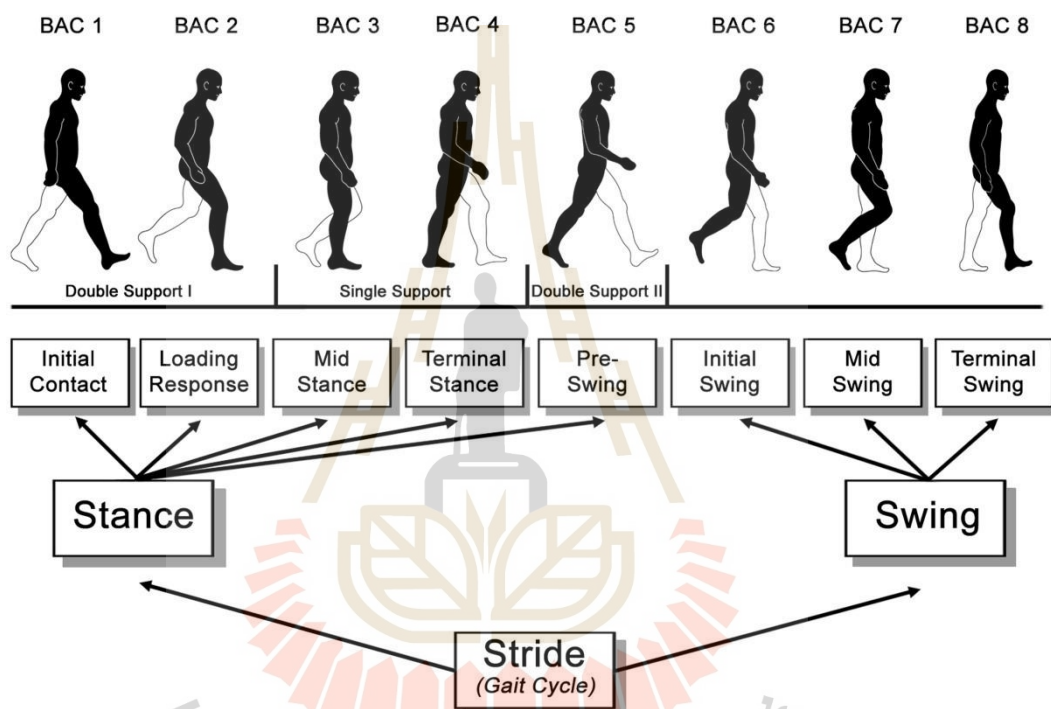 BAC 1
BAC 2
BAC 3
BAC 4
BAC 5
BAC 6
BAC 7
BAC 8
Double Support I
Single Support
Double Support II
Initial
Contact
Loading
Response
Mid
Stance
Terminal
Stance
Pre-
Swing
Initial
Swing
Mid
Swing
Terminal
Swing
Stance
Swing
Stride
(Gait Cycle)